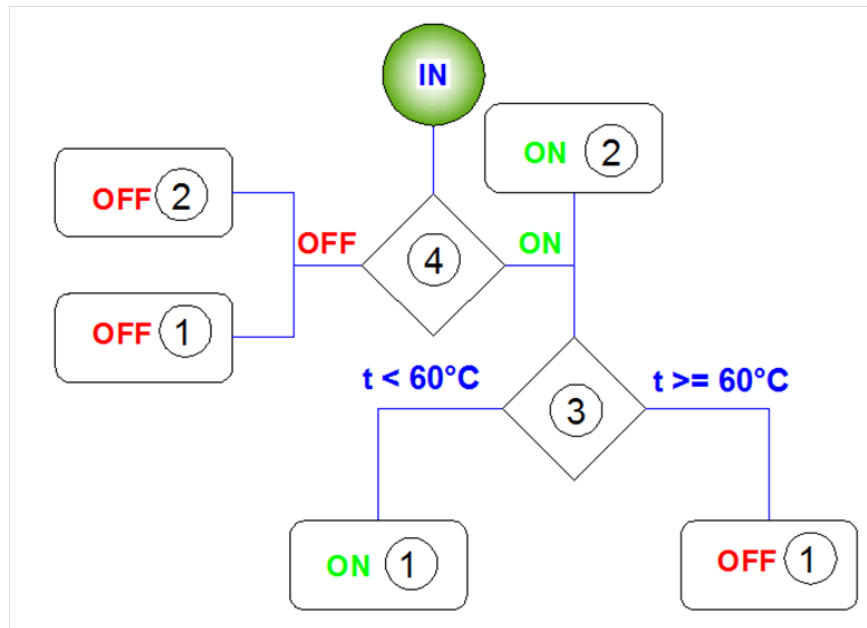 IN
ON 2
OFF 2
OFF
4
ON
OFF 1
t < 60°C
t >= 60°C
3
ON 1
OFF 1